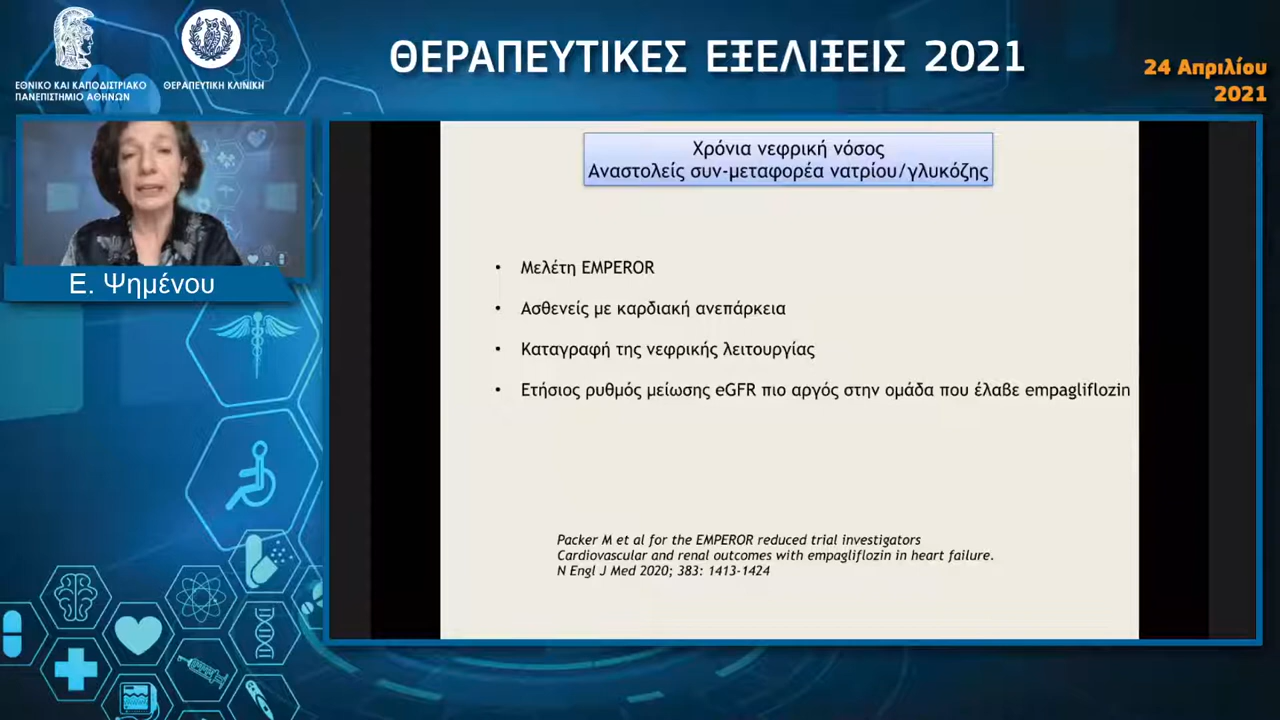 ΘΕΡΑΠΕΥΤΙΚΕΣ ΕΞΕΛΙΞΕΙΣ 2021
24 Απριλίου
2021
ΕΘΝΙΚΟ ΚΑΙ ΚΑΠΟΔΙΣΤΡΙΑΚΟ
ΠΑΝΕΠΙΣΤΗΜΙΟ ΑΘΗΝΩΝ
ΘΕΡΑΠΕΥΤΙΚΗ ΚΛΙΝΙΚΗ
Ε. Ψημένου
Χρόνια νεφρική νόσος
Αναστολείς συν-μεταφορέα νατρίου/γλυκόζης
• Μελέτη EMPEROR
• Ασθενείς με καρδιακή ανεπάρκεια
• Καταγραφή της νεφρικής λειτουργίας
• Ετήσιος ρυθμός μείωσης eGFR πιο αργός στην ομάδα που έλαβε empagliflozin
Packer M et al for the EMPEROR reduced trial investigators
Cardiovascular and renal outcomes with empagliflozin in heart failure.
N Engl J Med 2020; 383: 1413-1424